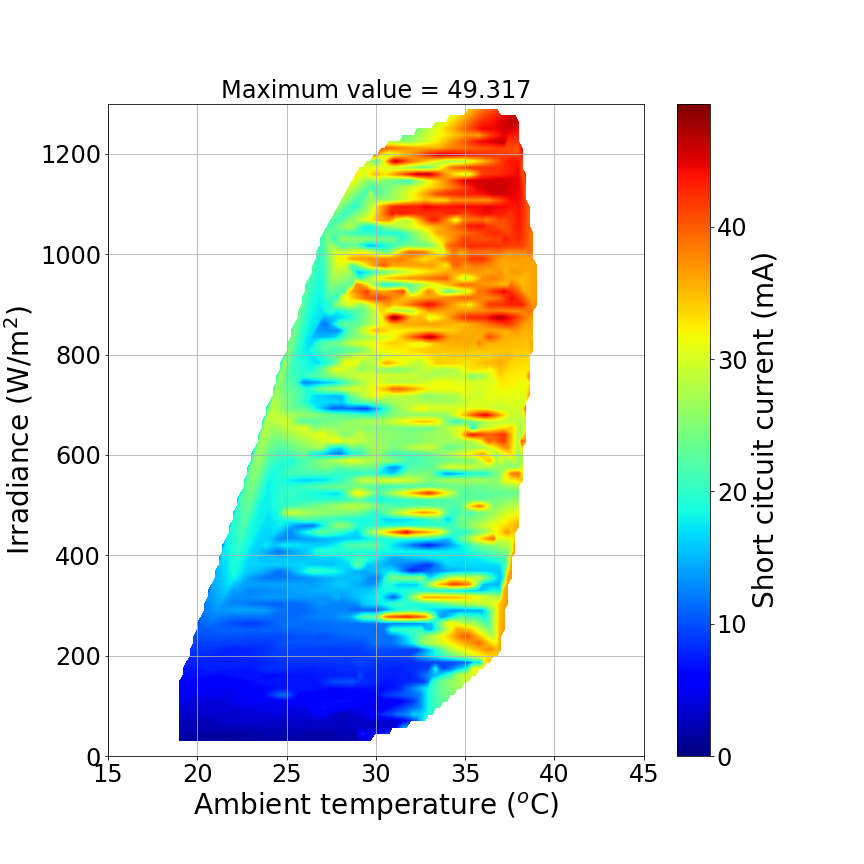 Maximum value = 49.317
Irradiance (W/m²)
1200
1000
800
600
400
200
0
15 20 25 30 35 40 45
Ambient temperature (°C)
40
30
20
10
0
Short citcuit current (mA)